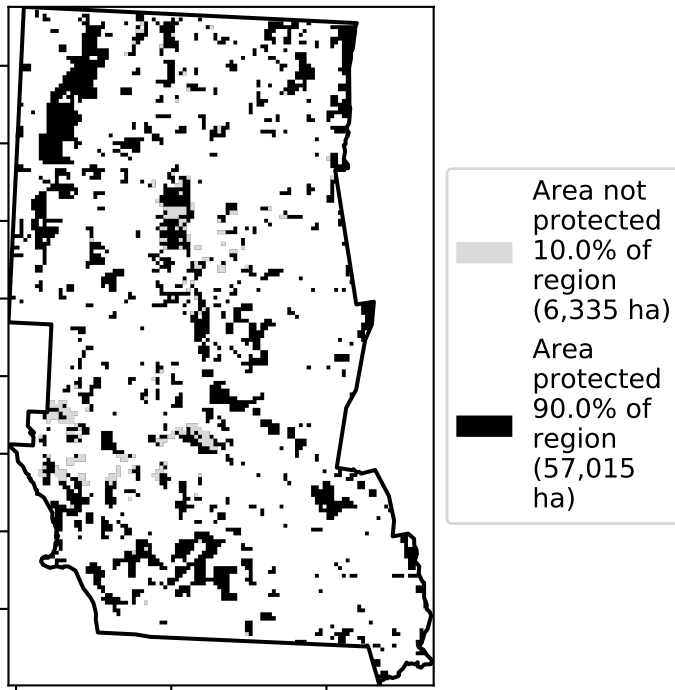 Area not
protected
10.0% of
region
(6,335 ha)
Area
protected
90.0% of
region
(57,015
ha)